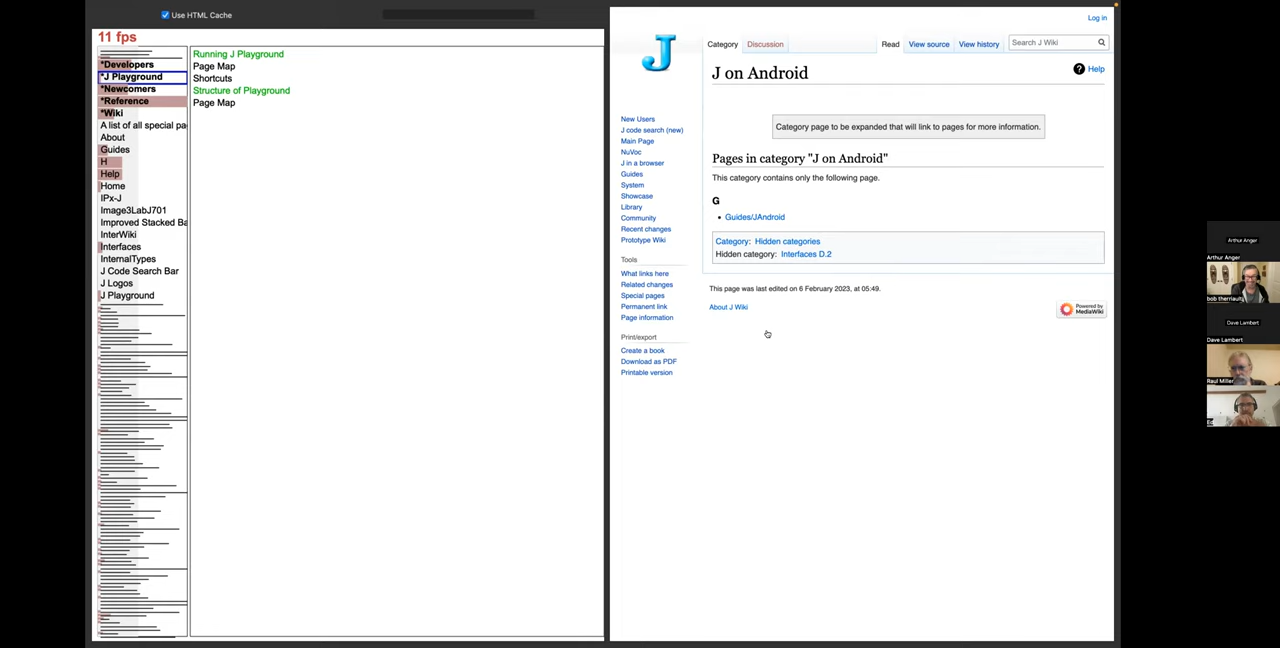 Use HTML Cache
11 fps
*Developers
*J Playground
*Newcomers
*Reference
*Wiki
A list of all special pa
About
Guides
H
Help
Home
IPx-J
Image3LabJ701
Improved Stacked Ba
InterWiki
Interfaces
InternalTypes
J Code Search Bar
J Logos
J Playground
Running J Playground
Page Map
Shortcuts
Structure of Playground
Page Map
Log in
Category
Discussion
Read
View source
View history
Search J Wiki
J
J on Android
Help
New Users
J code search (new)
Main Page
NuVoc
J in a browser
Guides
System
Showcase
Library
Community
Recent changes
Prototype Wiki
Tools
What links here
Related changes
Special pages
Permanent link
Page information
Print/export
Create a book
Download as PDF
Printable version
Category page to be expanded that will link to pages for more information.
Pages in category "J on Android"
This category contains only the following page.
G
Guides/JAndroid
Category: Hidden categories
Hidden category: Interfaces D.2
This page was last edited on 6 February 2023, at 05:49.
About J Wiki
Powered by
MediaWiki
Arthur Anger
Arthur Anger
bob therriault
Dave Lambert
Dave Lambert
Raul Miller